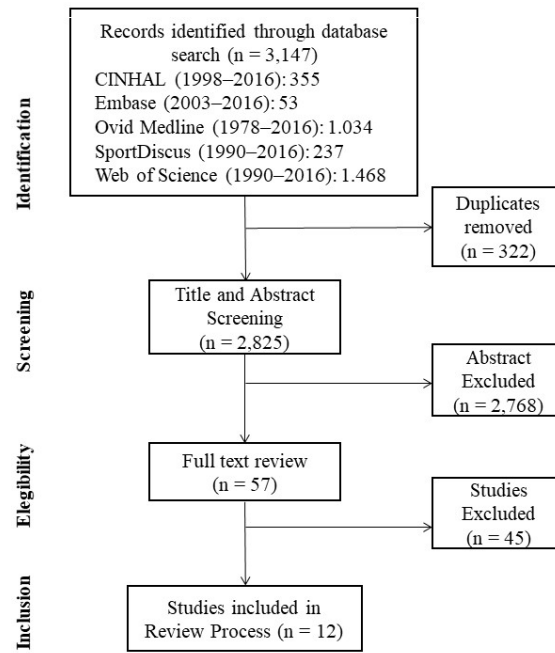 Identification
Records identified through database
search (n = 3,147)
CINHAL (1998–2016): 355
Embase (2003–2016): 53
Ovid Medline (1978–2016): 1.034
SportDiscus (1990–2016): 237
Web of Science (1990–2016): 1.468
Duplicates
removed
(n = 322)
Screening
Title and Abstract
Screening
(n = 2,825)
Abstract
Excluded
(n = 2,768)
Elegibility
Full text review
(n = 57)
Studies
Excluded
(n = 45)
Inclusion
Studies included in
Review Process (n = 12)